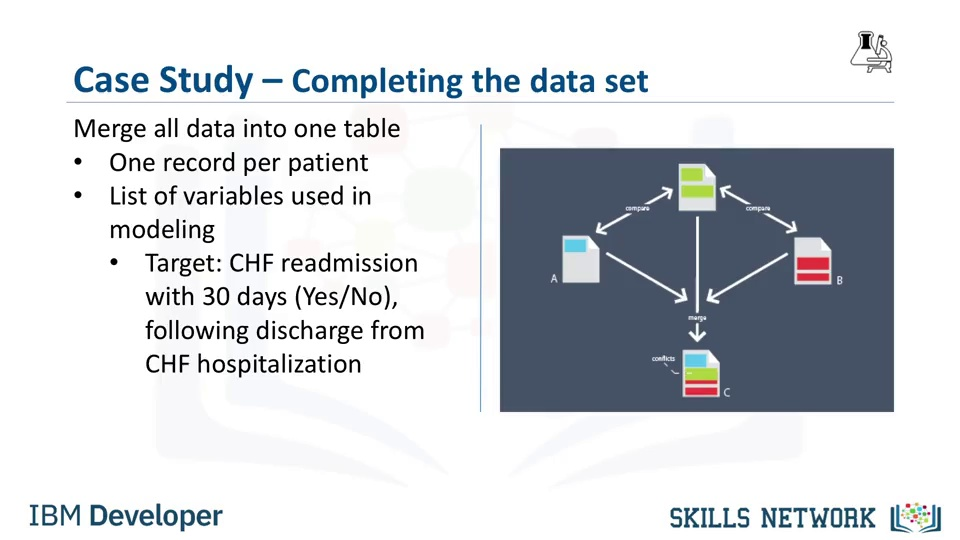 Case Study – Completing the data set
Merge all data into one table
• One record per patient
• List of variables used in
modeling
• Target: CHF readmission
with 30 days (Yes/No),
following discharge from
CHF hospitalization
compare
compare
A
B
merge
conflicts
C
IBM Developer
SKILLS NETWORK